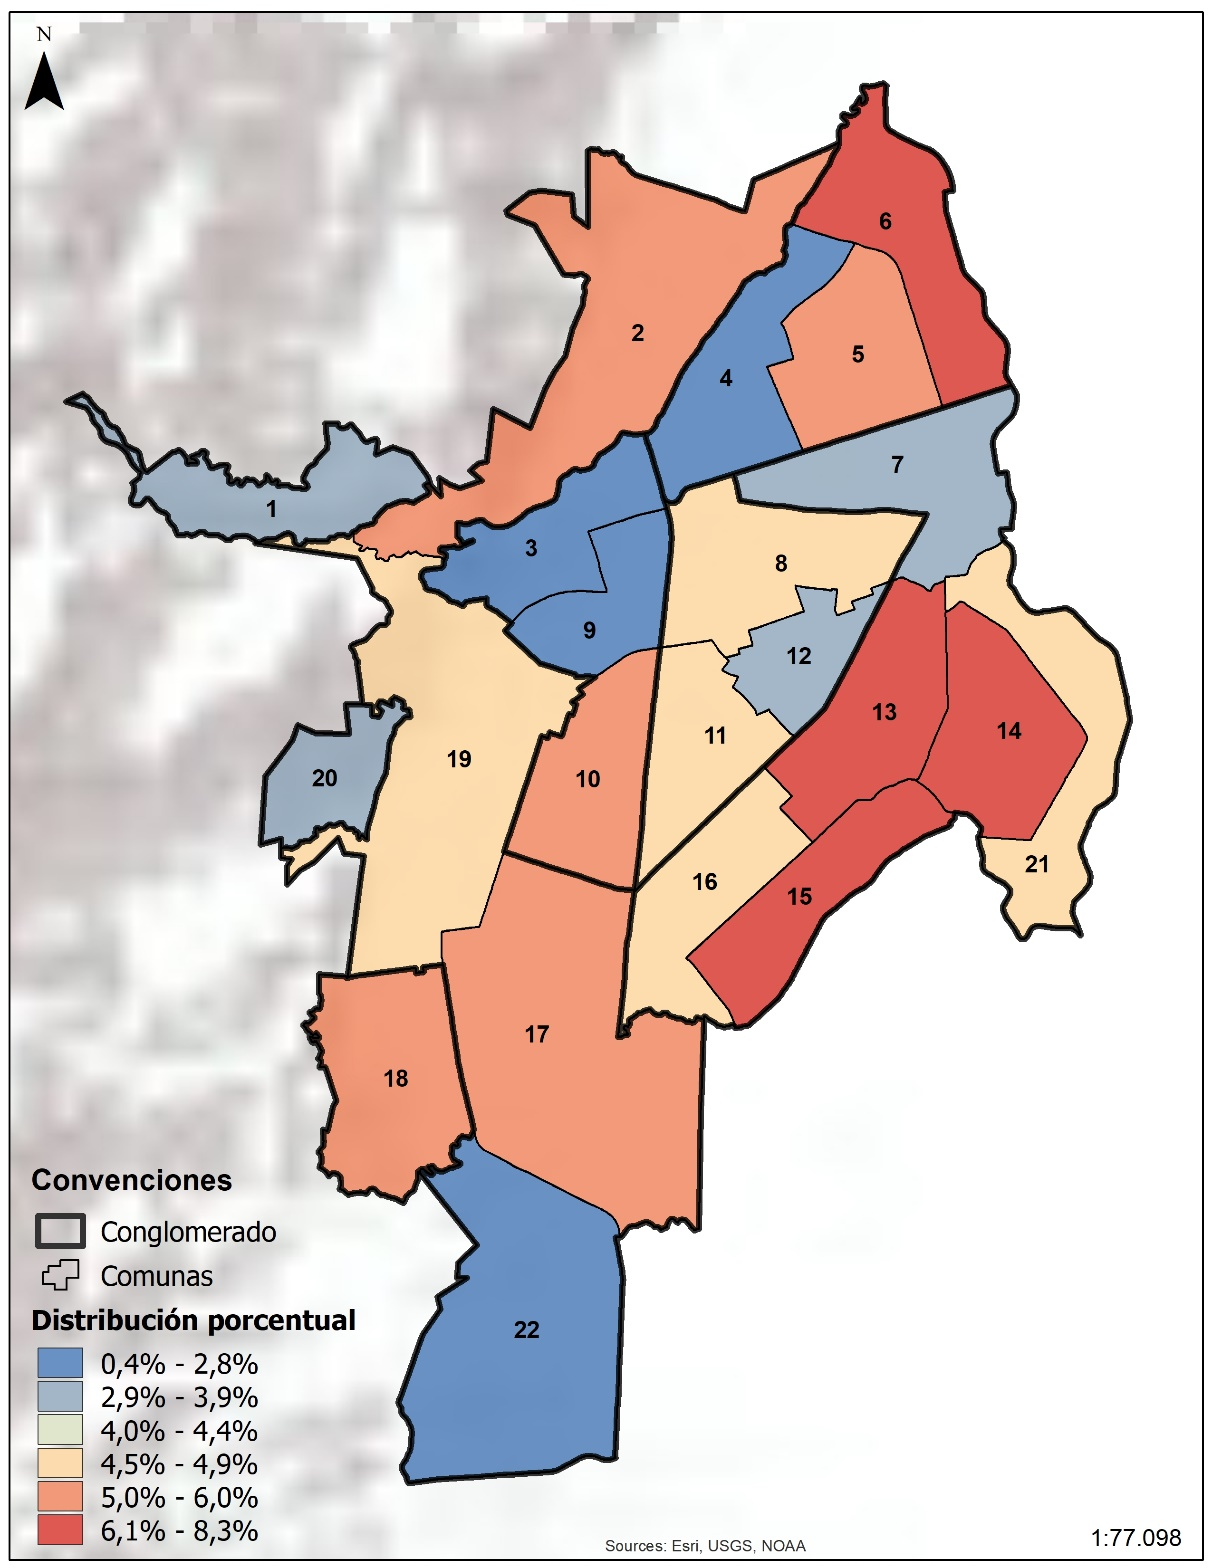 N
6
2
5
4
7
1
3
8
9
12
13
14
11
19
20
10
21
16
15
17
18
22
Convenciones
Conglomerado
Comunas
Distribución porcentual
0,4% - 2,8%
2,9% - 3,9%
4,0% - 4,4%
4,5% - 4,9%
5,0% - 6,0%
6,1% - 8,3%
Sources: Esri, USGS, NOAA
1:77.098